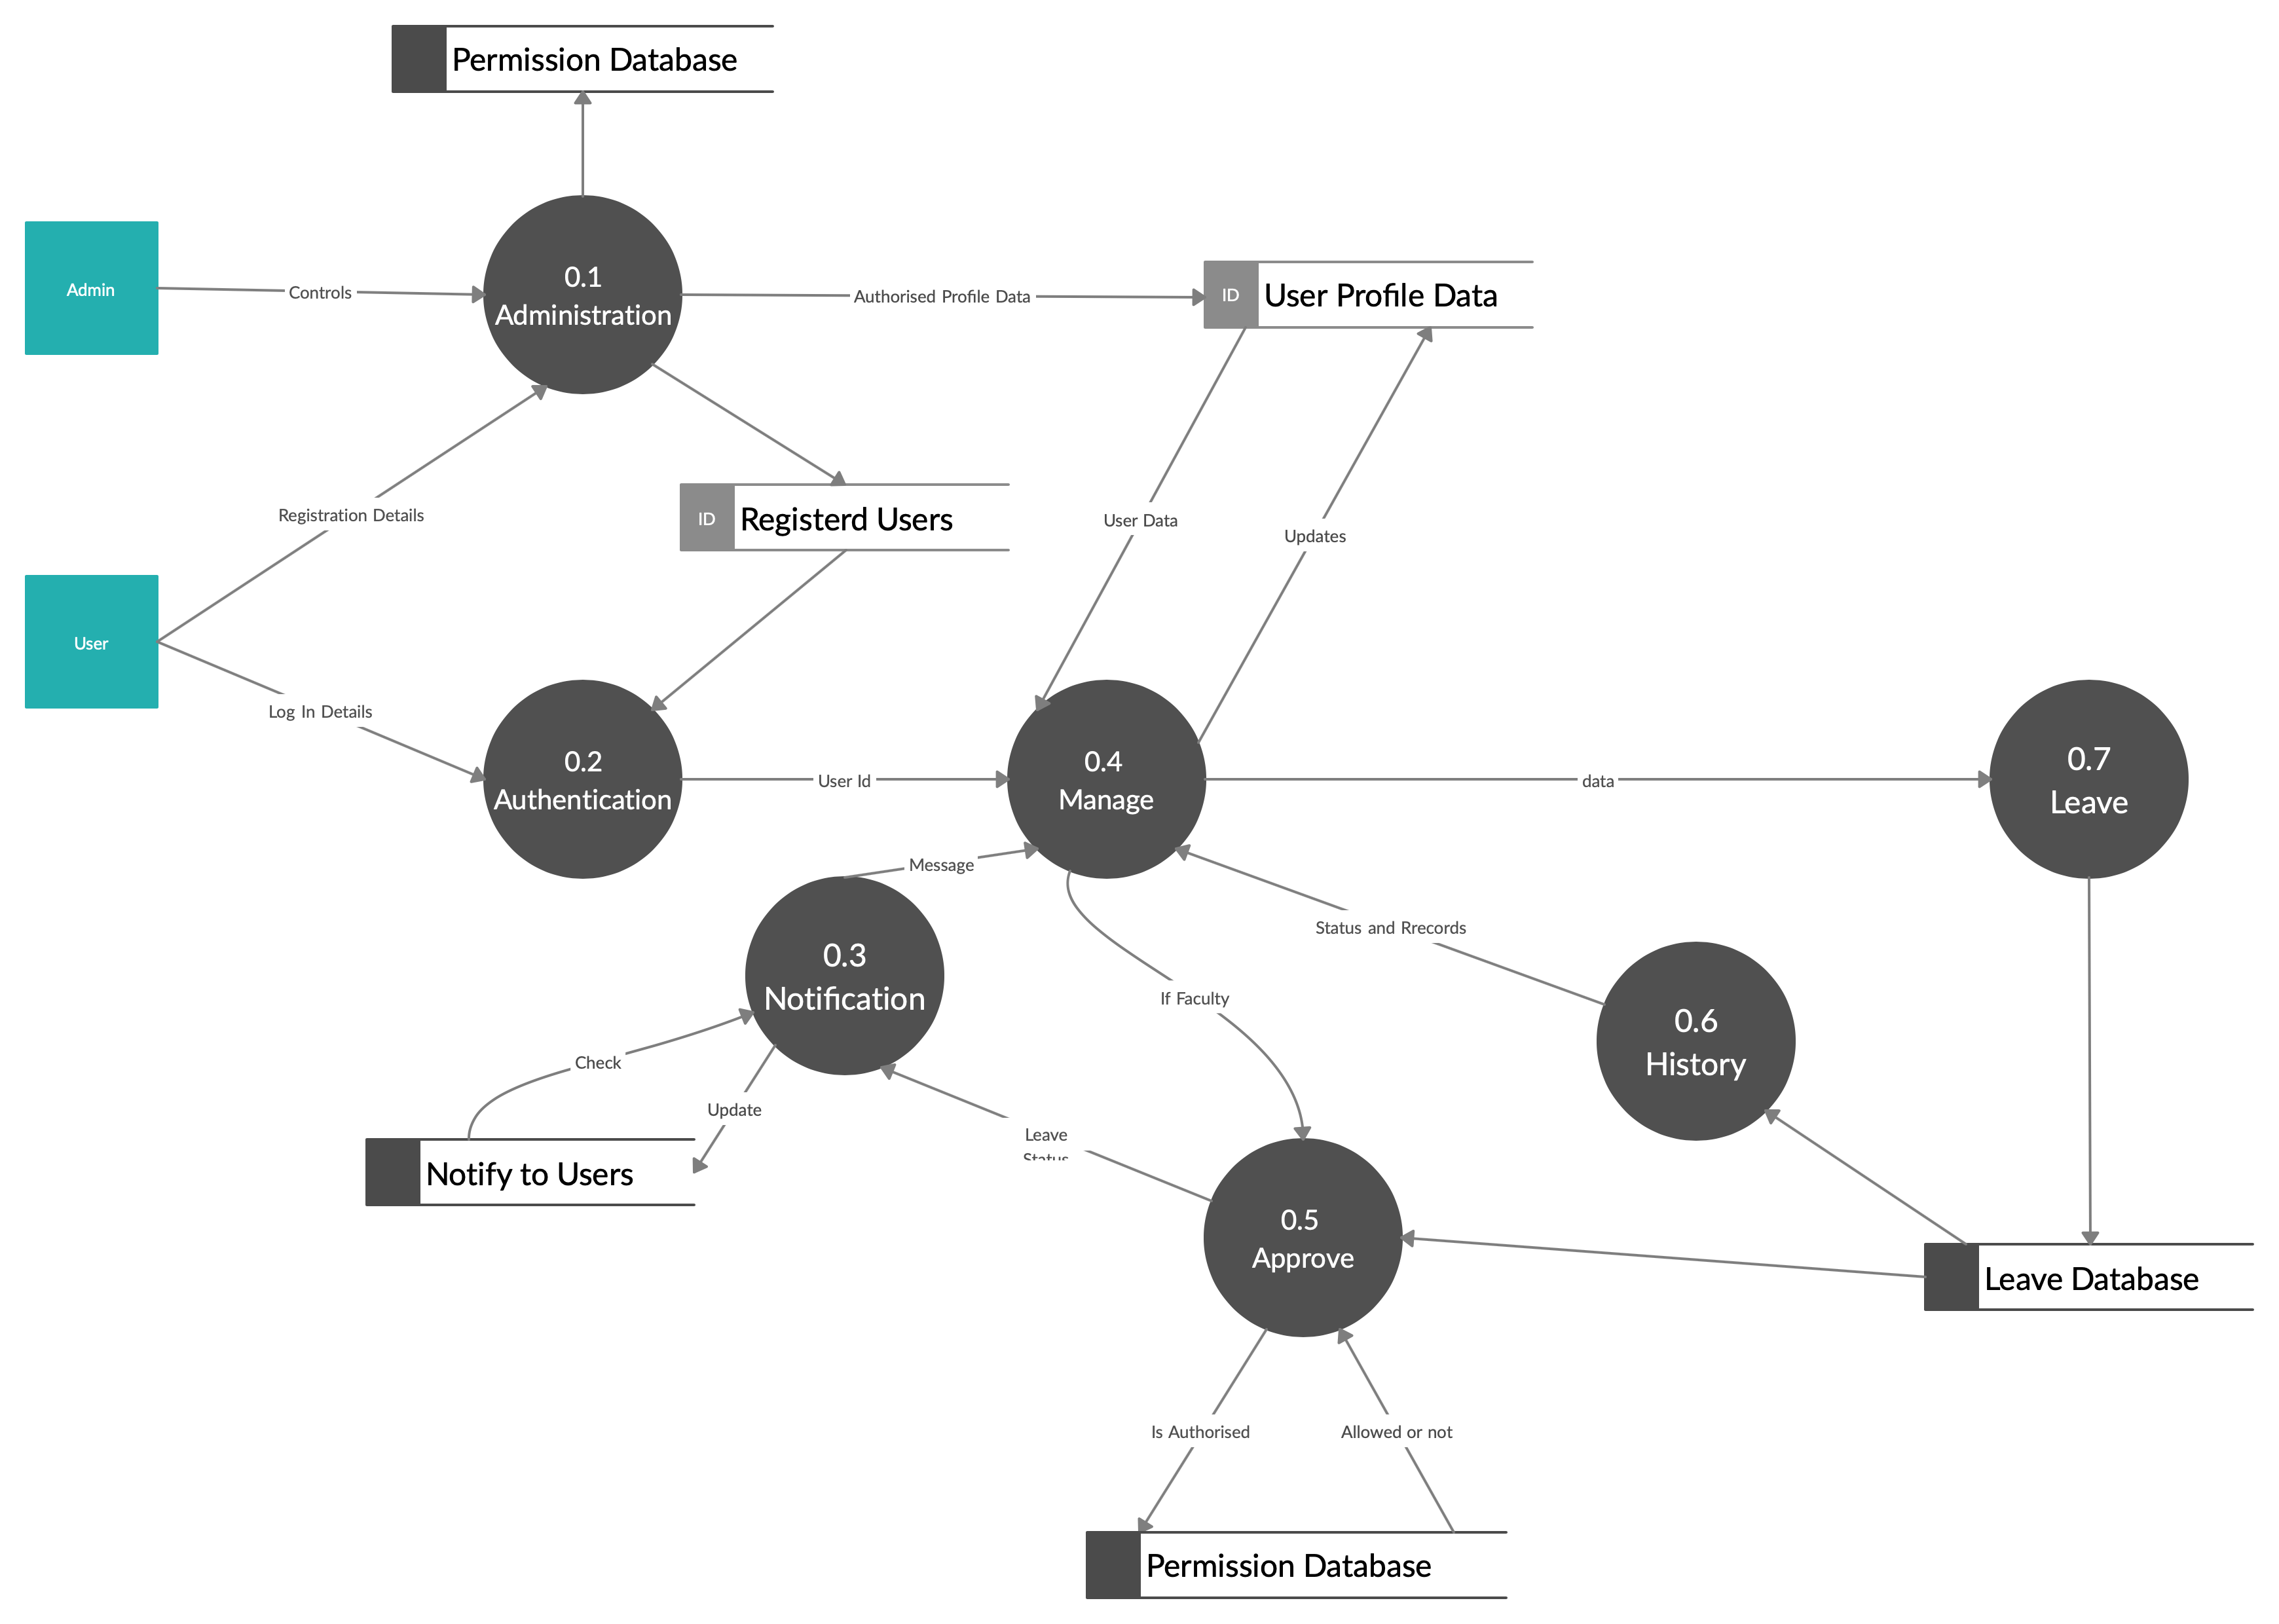 Permission Database
Admin
Controls
0.1
Administration
Authorised Profile Data
ID
User Profile Data
Registration Details
ID
Registerd Users
User Data
Updates
User
Log In Details
0.2
Authentication
User Id
0.4
Manage
data
0.7
Leave
Message
Status and Rrecords
0.3
Notification
If Faculty
0.6
History
Check
Update
Leave
Status
Notify to Users
0.5
Approve
Leave Database
Is Authorised
Allowed or not
Permission Database